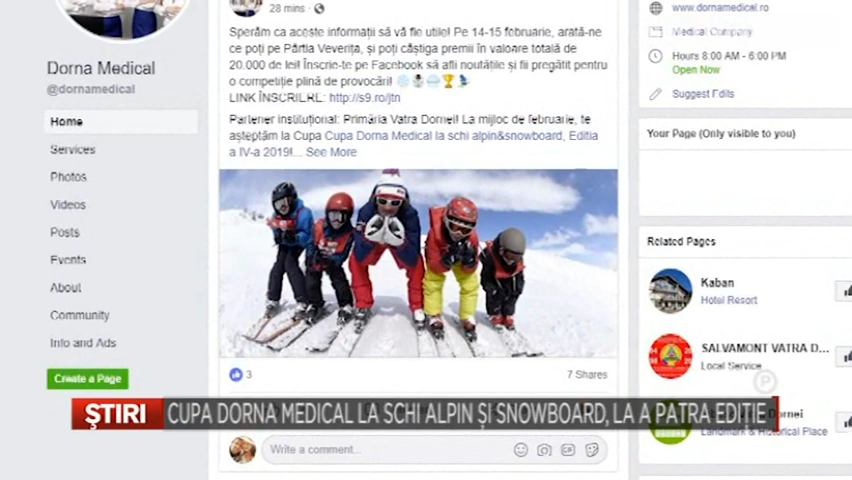 Dorna Medical
@dornamedical
Home
Services
Photos
Videos
Posts
Events
About
Community
Info and Ads
Create a Page
28 mins
Sperăm ca aceste informații să vă fie utile! Pe 14-15 februarie, arată-ne
ce poți pe Pârtia Veverița, și poți câștiga premii în valoare totală de
20.000 de lei! Înscrie-te pe Facebook să afli noutățile și fii pregătit pentru
o competiție plină de provocări!
LINK ÎNSCRIERE: http://s9.ro/jtn
Partener instituțional: Primăria Vatra Dornei! La mijloc de februarie, te
așteptăm la Cupa Cupa Dorna Medical la schi alpin&snowboard, Editia
a IV-a 2019!... See More
3
7 Shares
Write a comment...
GIF
www.dornamedical.ro
Medical Company
Hours 8:00 AM - 6:00 PM
Open Now
Suggest Edits
Your Page (Only visible to you)
Related Pages
Kaban
Hotel Resort
SALVAMONT VATRA D...
Local Service
Dornei
Landmark & Historical Place
P
ȘTIRI
CUPA DORNA MEDICAL LA SCHI ALPIN ȘI SNOWBOARD, LA A PATRA EDIȚIE